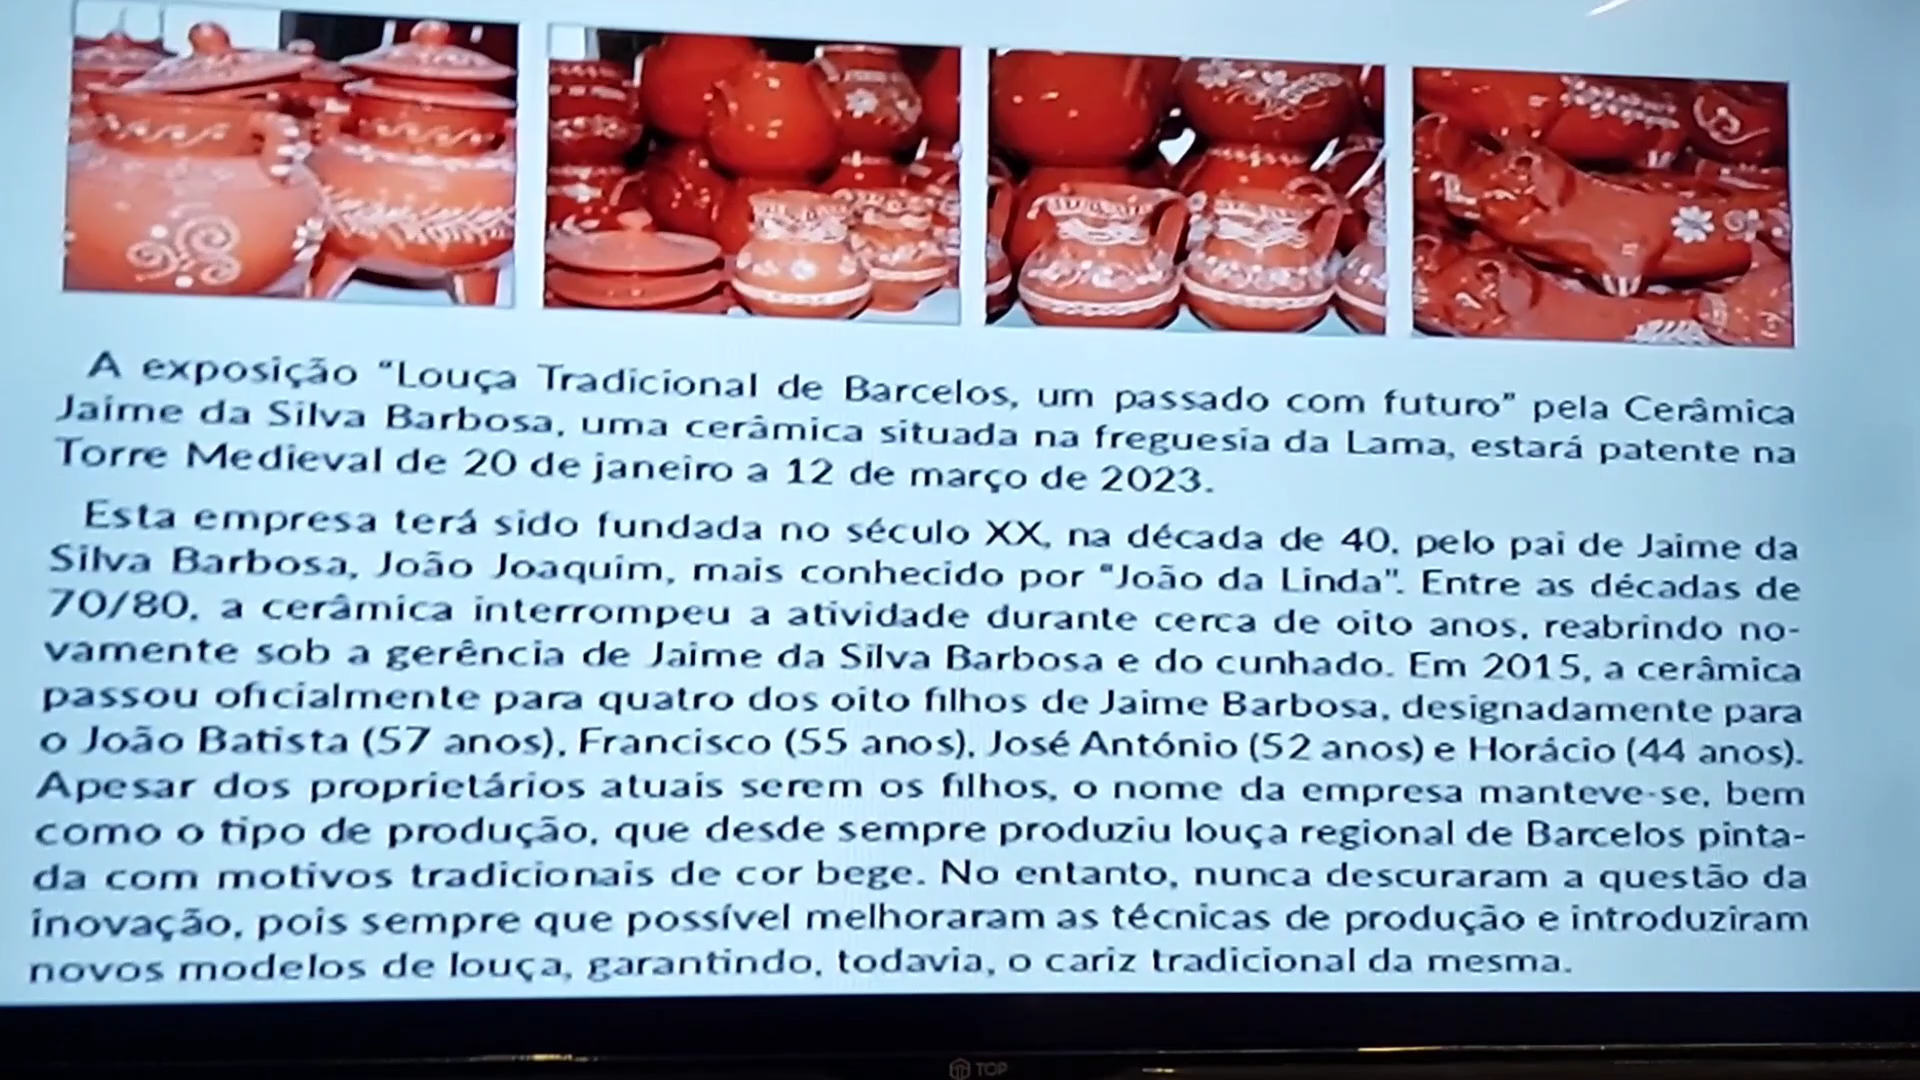 A exposição “Louça Tradicional de Barcelos, um passado com futuro” pela Cerâmica
Jaime da Silva Barbosa, uma cerâmica situada na freguesia da Lama, estará patente na
Torre Medieval de 20 de janeiro a 12 de março de 2023.
Esta empresa terá sido fundada no século XX, na década de 40, pelo pai de Jaime da
Silva Barbosa, João Joaquim, mais conhecido por “João da Linda”. Entre as décadas de
70/80, a cerâmica interrompeu a atividade durante cerca de oito anos, reabrindo no-
vamente sob a gerência de Jaime da Silva Barbosa e do cunhado. Em 2015, a cerâmica
passou oficialmente para quatro dos oito filhos de Jaime Barbosa, designadamente para
o João Batista (57 anos), Francisco (55 anos), José António (52 anos) e Horácio (44 anos).
Apesar dos proprietários atuais serem os filhos, o nome da empresa manteve-se, bem
como o tipo de produção, que desde sempre produziu louça regional de Barcelos pinta-
da com motivos tradicionais de cor bege. No entanto, nunca descuraram a questão da
inovação, pois sempre que possível melhoraram as técnicas de produção e introduziram
novos modelos de louça, garantindo, todavia, o cariz tradicional da mesma.
TOP